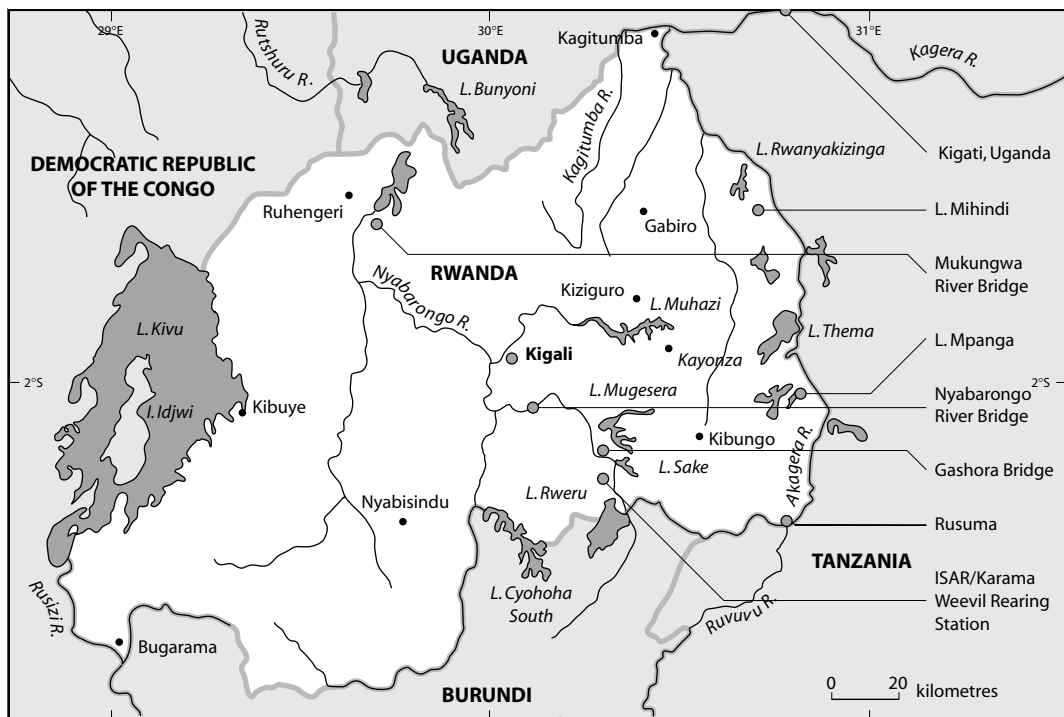 29°E
30°E
31°E
Rutshuru R.
UGANDA
L. Bunyoni
Kagitumba
Kagera R.
Kagitumba R.
L. Rwanyakizinga
Kigati, Uganda
DEMOCRATIC REPUBLIC
OF THE CONGO
Ruhengeri
Gabiro
L. Mihindi
RWANDA
Mukungwa
River Bridge
Nyabarongo R.
Kiziguro
L. Muhazi
L. Kivu
L. Thema
L. Mpanga
Kigali
Kayonza
2°S
2°S
L. Mugesera
Nyabarongo
River Bridge
I. Idjwi
Kibuye
Kibungo
Akagera R.
L. Sake
Gashora Bridge
L. Rweru
Nyabisindu
Rusuma
TANZANIA
ISAR/Karama
Weevil Rearing
Station
L. Cyohoha
South
Rusizi R.
Ruvuvu R.
Bugarama
BURUNDI
0 20
kilometres